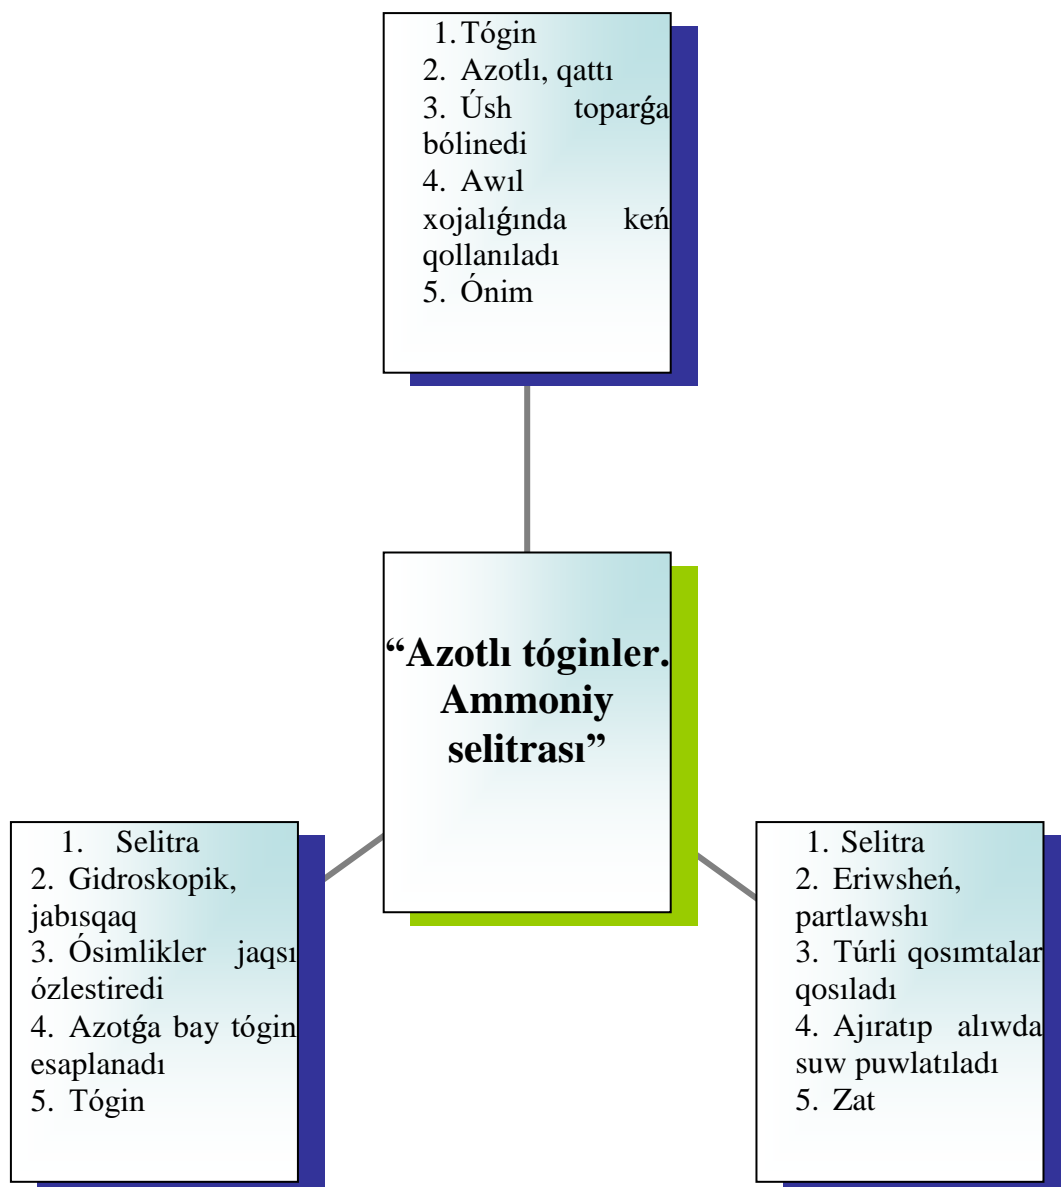 1. Tógin
2. Azotlı, qattı
3. Úsh toparǵa
bólinedi
4. Awıl
xojalıǵında keń
qollanıladı
5. Ónim
“Azotlı tóginler.
Ammoniy
selitrası”
1. Selitra
2. Gidroskopik,
jabısqaq
3. Ósimlikler jaqsı
ózlestiredi
4. Azotǵa bay tógin
esaplanadı
5. Tógin
1. Selitra
2. Eriwsheń,
partlawshı
3. Túrli qosımtalar
qosıladı
4. Ajıratıp alıwda
suw puwlatıladı
5. Zat